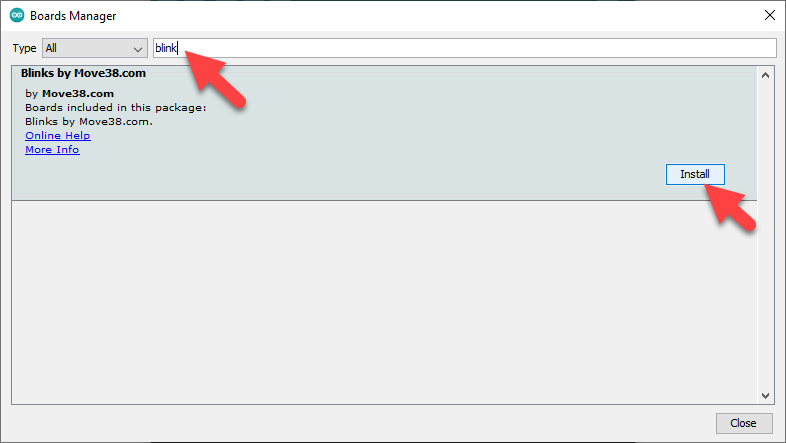 Boards Manager
Type All blink
Blinks by Move38.com
by Move38.com
Boards included in this package:
Blinks by Move38.com.
Online Help
More Info
Install
Close